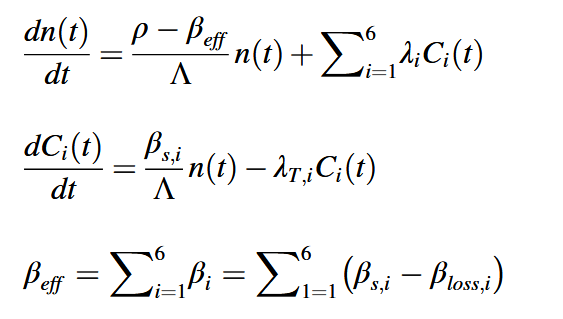 dn(t)/dt = (ρ − β_eff)/Λ n(t) + ∑_{i=1}^{6} λ_i C_i(t)
dC_i(t)/dt = β_{s,i}/Λ n(t) − λ_{T,i} C_i(t)
β_eff = ∑_{i=1}^{6} β_i = ∑_{1=1}^{6} (β_{s,i} − β_{loss,i})